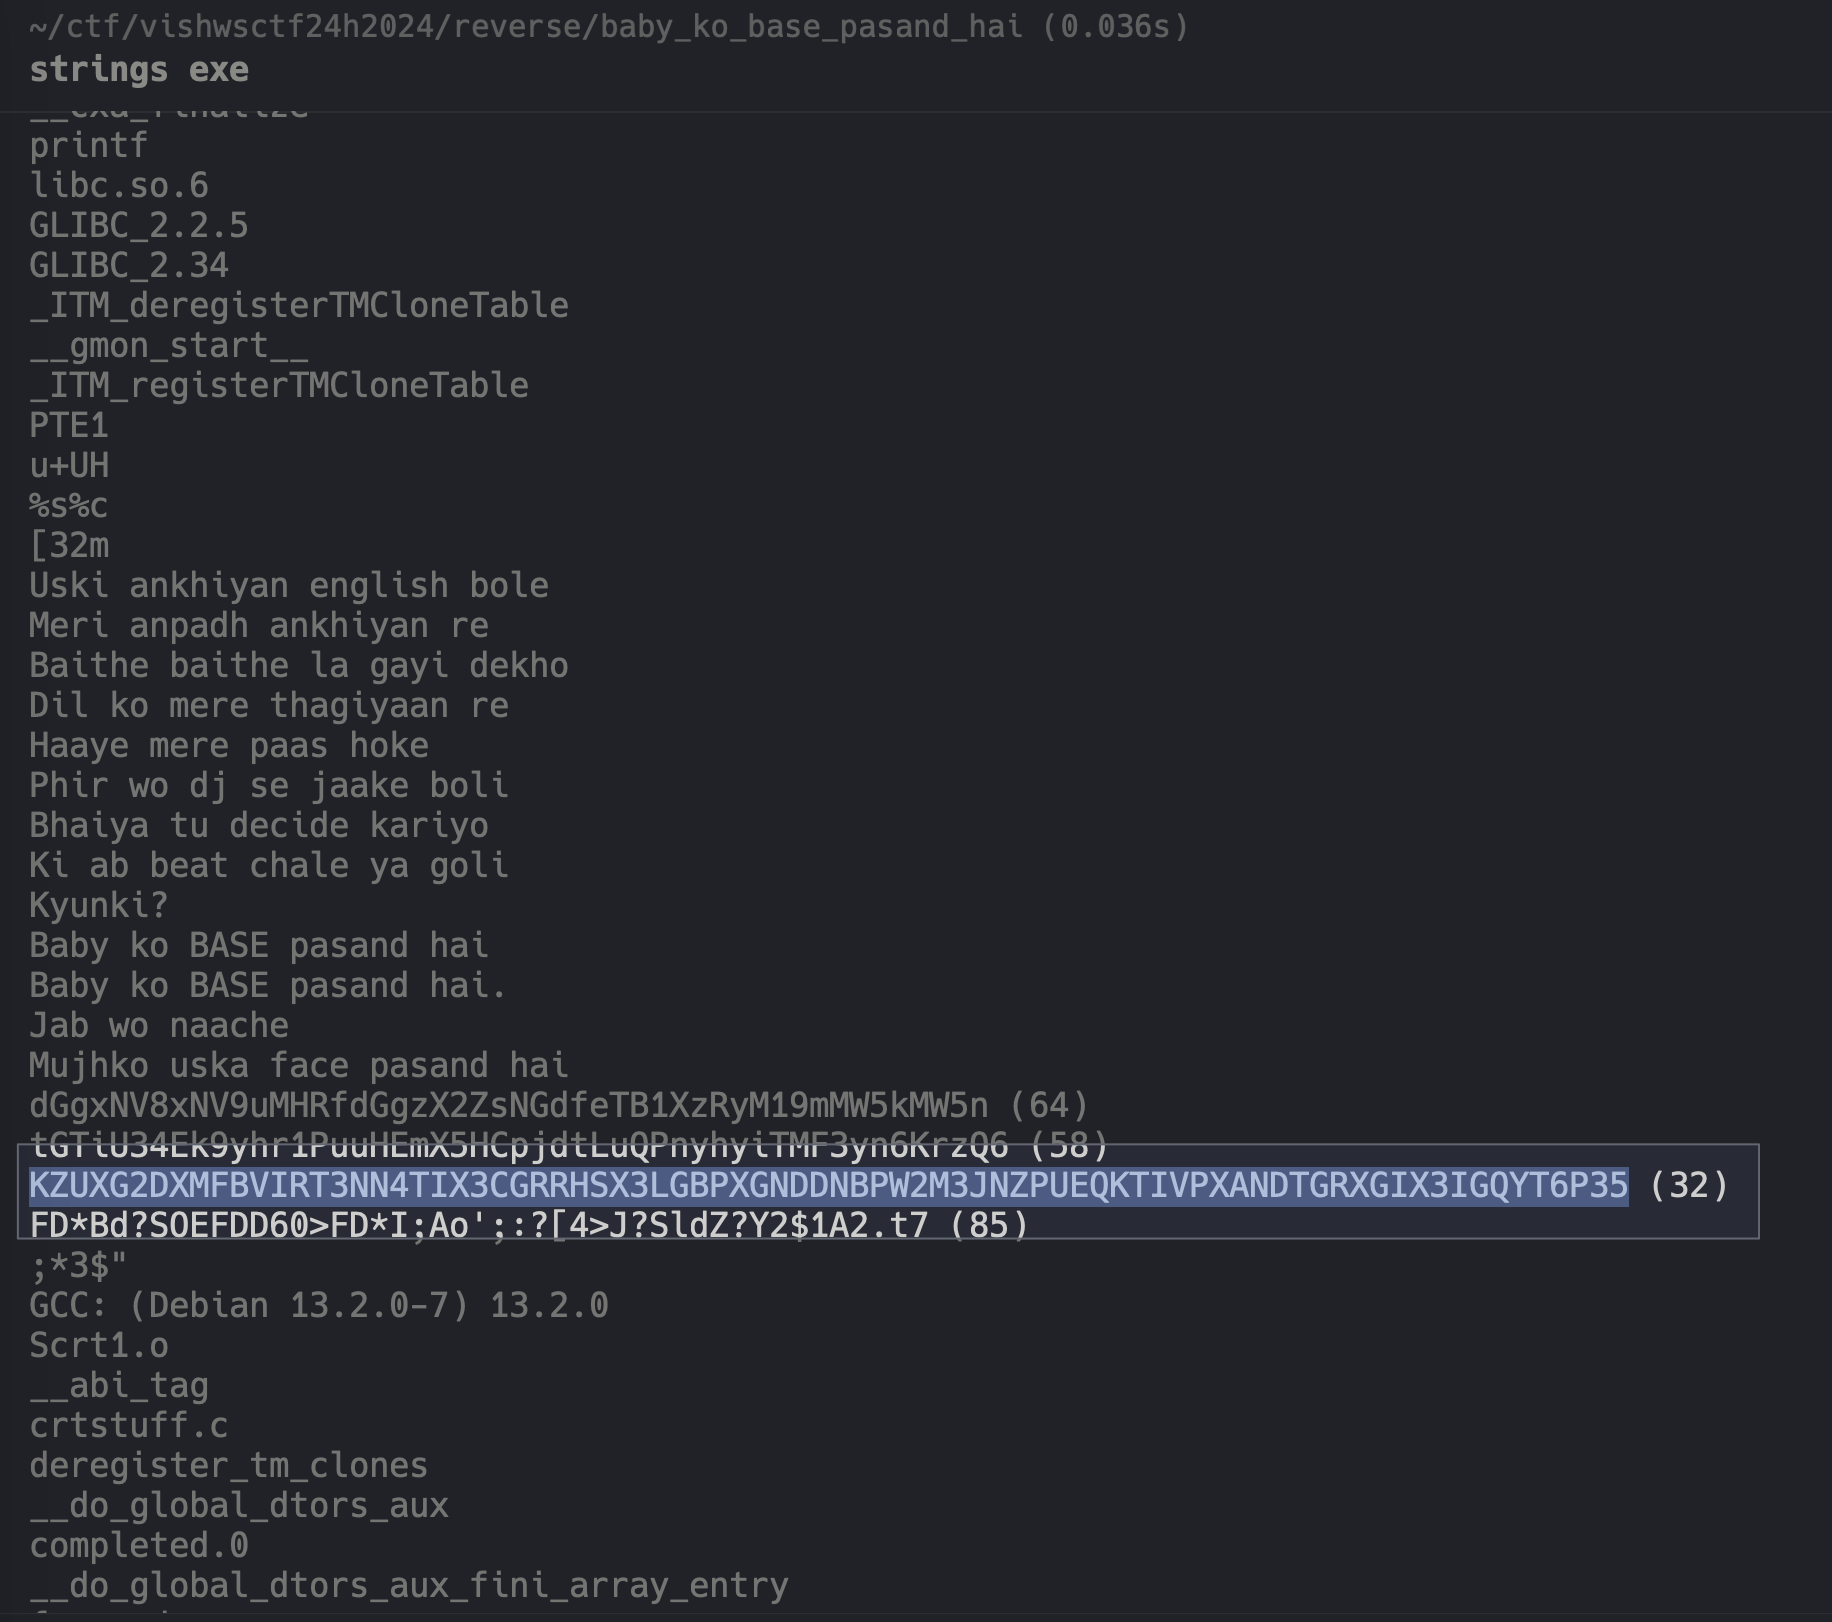 ~/ctf/vishwsctf24h2024/reverse/baby_ko_base_pasand_hai (0.036s)
strings exe
__cxa_finalize
printf
libc.so.6
GLIBC_2.2.5
GLIBC_2.34
_ITM_deregisterTMCloneTable
__gmon_start__
_ITM_registerTMCloneTable
PTE1
u+UH
%s%c
[32m
Uski ankhiyan english bole
Meri anpadh ankhiyan re
Baithe baithe la gayi dekho
Dil ko mere thagiyaan re
Haaye mere paas hoke
Phir wo dj se jaake boli
Bhaiya tu decide kariyo
Ki ab beat chale ya goli
Kyunki?
Baby ko BASE pasand hai
Baby ko BASE pasand hai.
Jab wo naache
Mujhko uska face pasand hai
dGgxNV8xNV9uMHRfdGgzX2ZsNGdfeTB1XzRyM19mMW5kMW5n (64)
tGTiU34Ek9yhr1PuuHEmX5HCpjdtLuQPnyhyiTMF3yn6KrzQ6 (58)
KZUXG2DXMFBVIRT3NN4TIX3CGRRHSX3LGBPXGNDDNBPW2M3JNZPUEQKTIVPXANDTGRXGIX3IGQYT6P35 (32)
FD*Bd?SOEFDD60>FD*I;Ao';:?[4>J?SldZ?Y2$1A2.t7 (85)
;*3$"
GCC: (Debian 13.2.0-7) 13.2.0
Scrt1.o
__abi_tag
crtstuff.c
deregister_tm_clones
__do_global_dtors_aux
completed.0
__do_global_dtors_aux_fini_array_entry